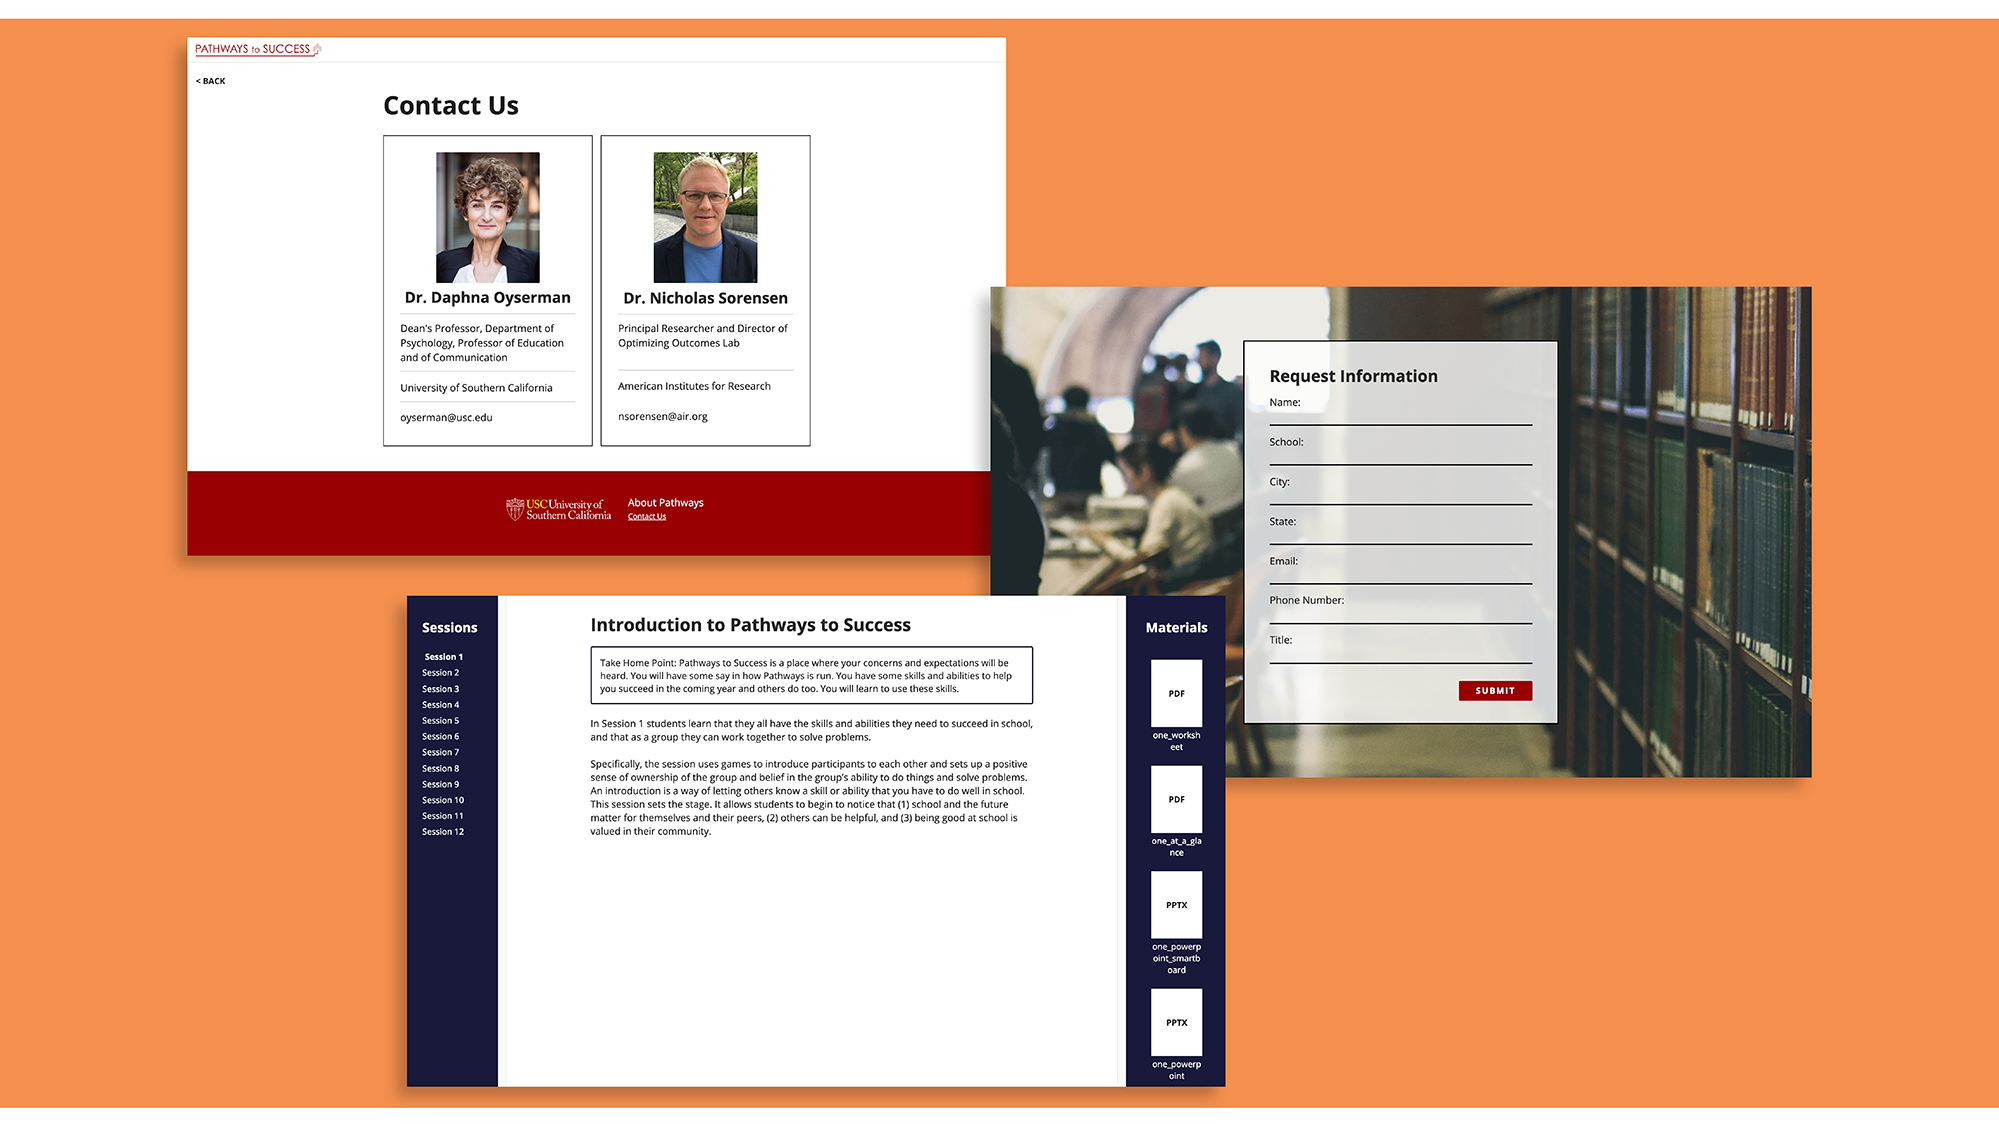 PATHWAYS to SUCCESS
< BACK
Contact Us
Dr. Daphna Oyserman
Dean's Professor, Department of
Psychology, Professor of Education
and of Communication
University of Southern California
oyserman@usc.edu
Dr. Nicholas Sorensen
Principal Researcher and Director of
Optimizing Outcomes Lab
American Institutes for Research
nsorensen@air.org
USC University of
Southern California
About Pathways
Contact Us
Request Information
Name:
School:
City:
State:
Email:
Phone Number:
Title:
SUBMIT
Sessions
Session 1
Session 2
Session 3
Session 4
Session 5
Session 6
Session 7
Session 8
Session 9
Session 10
Session 11
Session 12
Introduction to Pathways to Success
Take Home Point: Pathways to Success is a place where your concerns and expectations will be
heard. You will have some say in how Pathways is run. You have some skills and abilities to help
you succeed in the coming year and others do too. You will learn to use these skills.
In Session 1 students learn that they all have the skills and abilities they need to succeed in school,
and that as a group they can work together to solve problems.
Specifically, the session uses games to introduce participants to each other and sets up a positive
sense of ownership of the group and belief in the group's ability to do things and solve problems.
An introduction is a way of letting others know a skill or ability that you have to do well in school.
This session sets the stage. It allows students to begin to notice that (1) school and the future
matter for themselves and their peers, (2) others can be helpful, and (3) being good at school is
valued in their community.
Materials
PDF
one_worksh
eet
PDF
one_at_a_gla
nce
PPTX
one_powerp
oint_smartb
oard
PPTX
one_powerp
oint